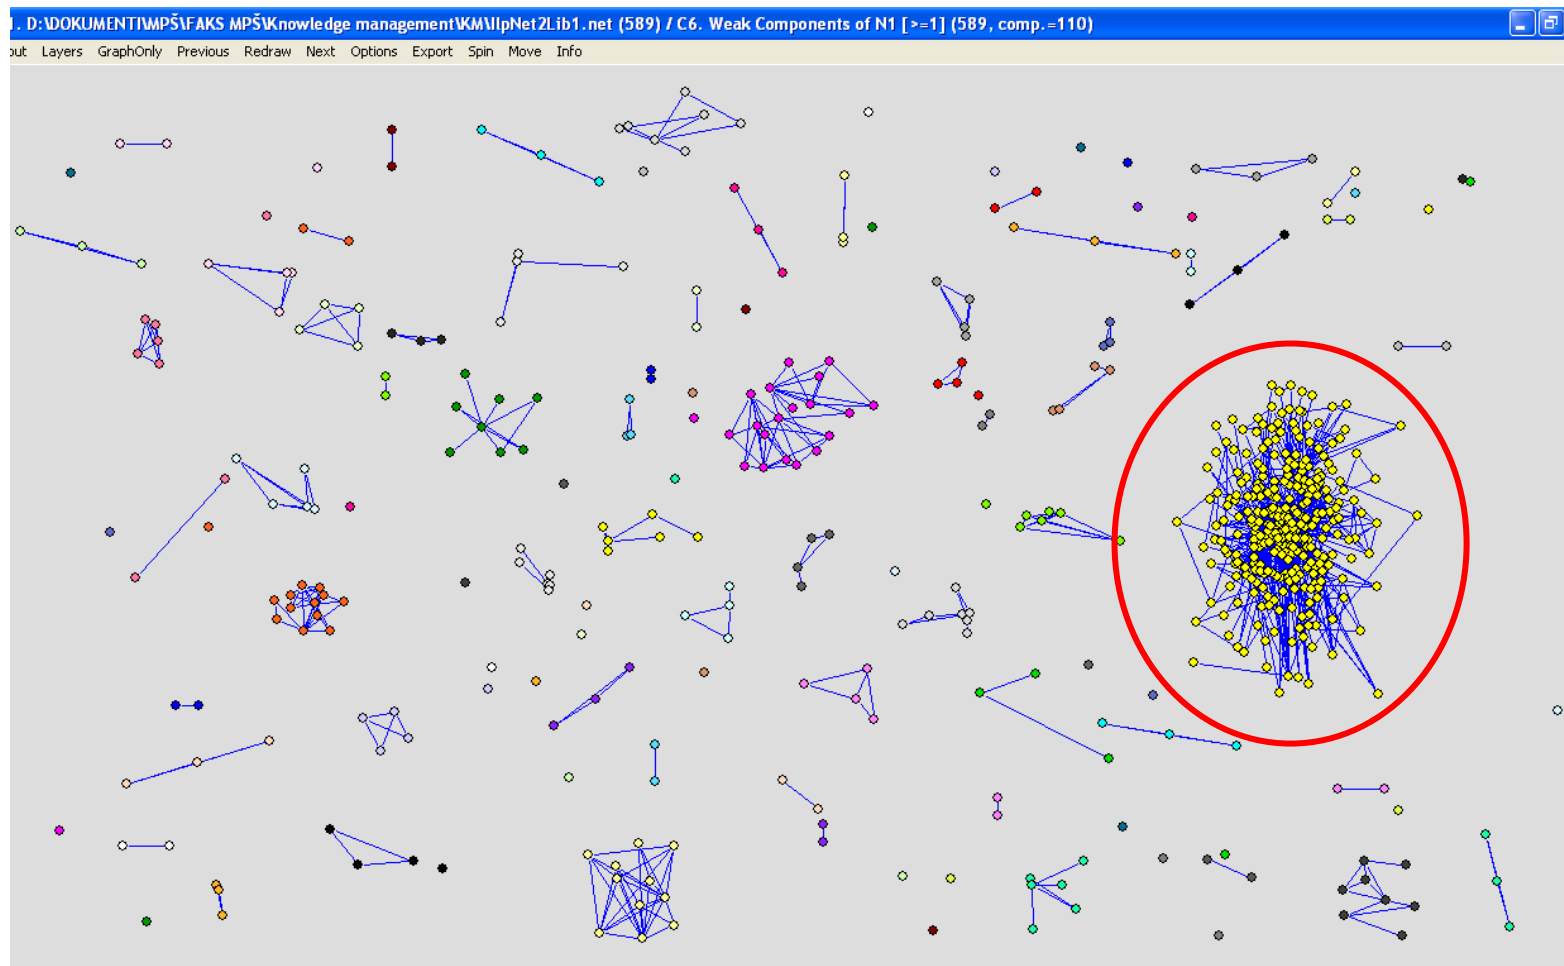 . D:\DOKUMENTI\MPŠ\FAKS MPŠ\Knowledge management\KM\IlpNet2Lib1.net (589) / C6. Weak Components of N1 [>=1] (589, comp.=110)
out Layers GraphOnly Previous Redraw Next Options Export Spin Move Info